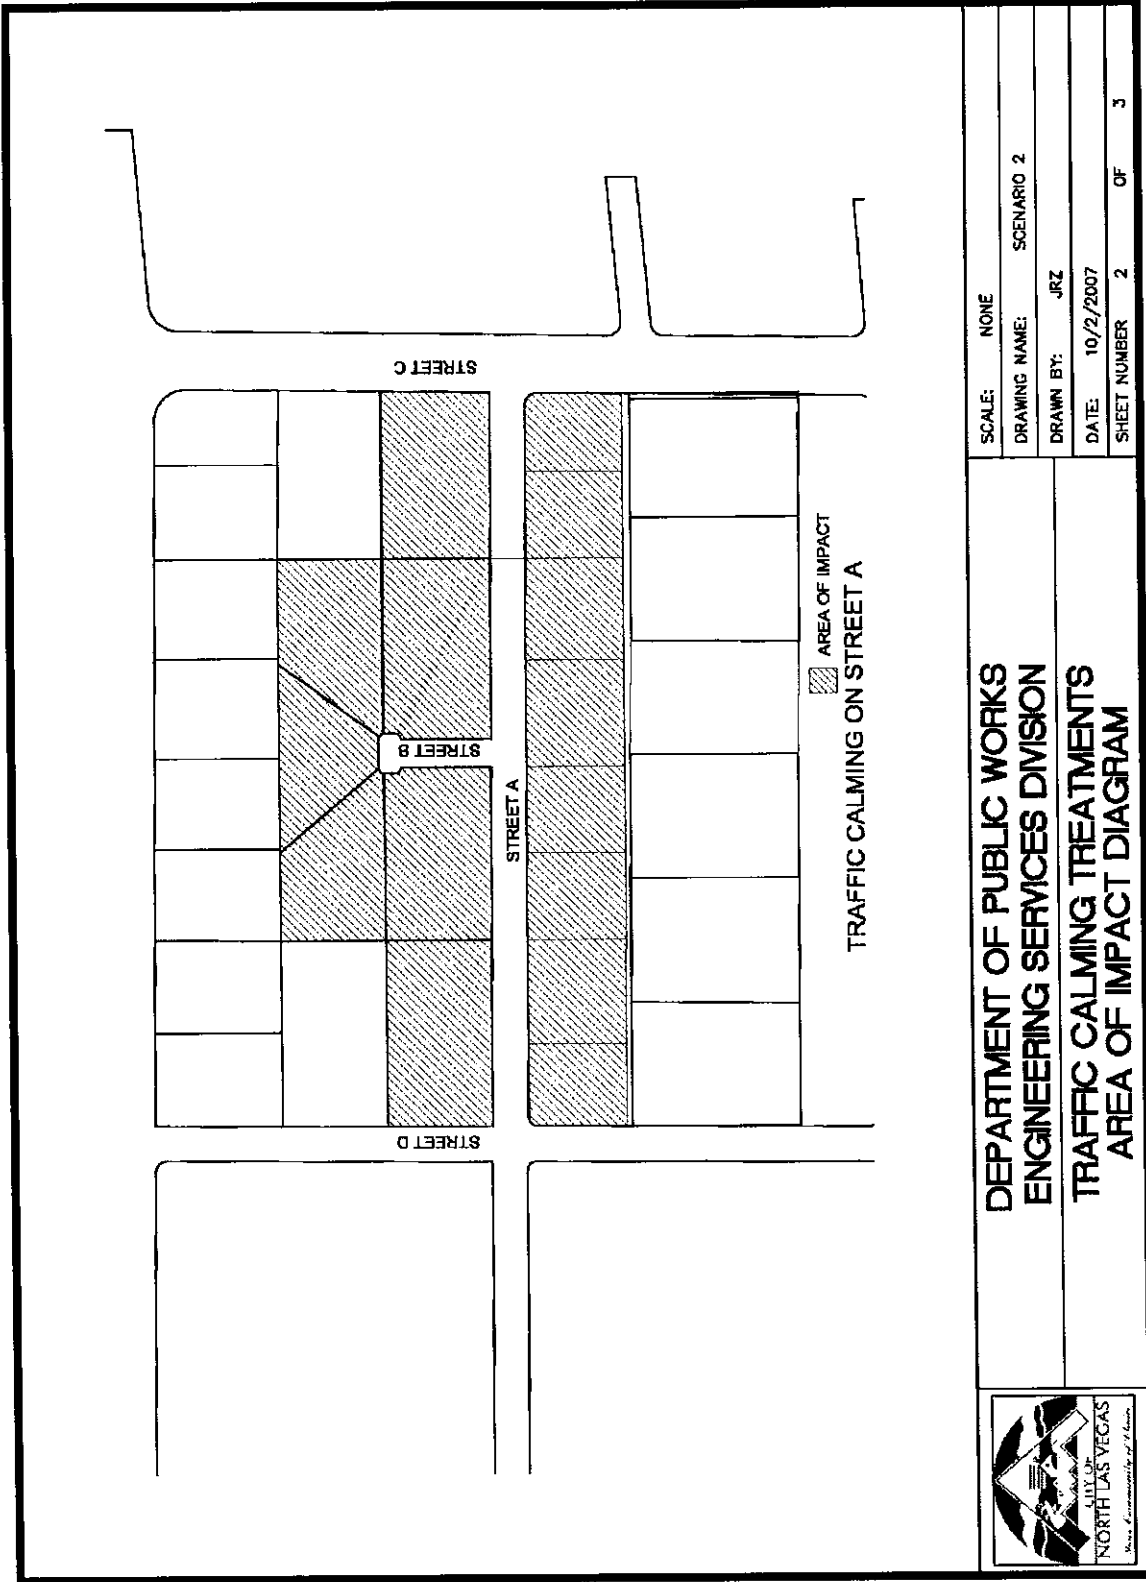 STREET C
STREET B
STREET D
STREET A
AREA OF IMPACT
TRAFFIC CALMING ON STREET A
CITY OF
NORTH LAS VEGAS
DEPARTMENT OF PUBLIC WORKS
ENGINEERING SERVICES DIVISION
TRAFFIC CALMING TREATMENTS
AREA OF IMPACT DIAGRAM
SCALE: NONE
DRAWING NAME: SCENARIO 2
DRAWN BY: JRZ
DATE: 10/2/2007
SHEET NUMBER 2 OF 3